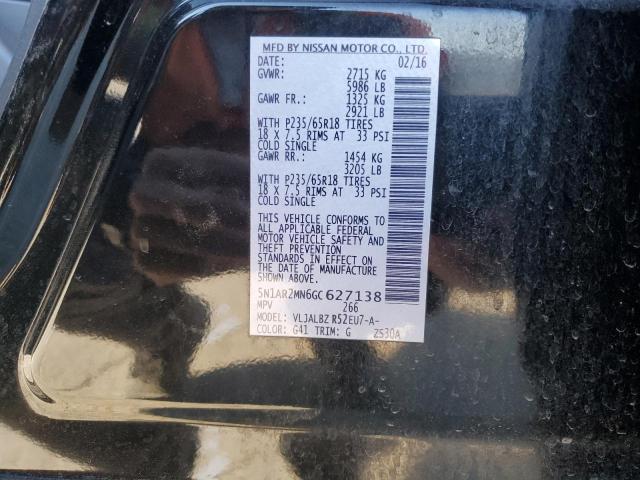 MFD BY NISSAN MOTOR CO., LTD.
DATE: 02/16
GVWR: 2715 KG
5986 LB
GAWR FR.: 1325 KG
2921 LB
WITH P235/65R18 TIRES
18 X 7.5 RIMS AT 33 PSI
COLD SINGLE
GAWR RR.: 1454 KG
3205 LB
WITH P235/65R18 TIRES
18 X 7.5 RIMS AT 33 PSI
COLD SINGLE
THIS VEHICLE CONFORMS TO
ALL APPLICABLE FEDERAL
MOTOR VEHICLE SAFETY AND
THEFT PREVENTION
STANDARDS IN EFFECT ON
THE DATE OF MANUFACTURE
SHOWN ABOVE.
5N1AR2MN6GC627138
MPV 266
MODEL: VLJALBZ R52EU7-A-
COLOR: G41 TRIM: G ZS30A